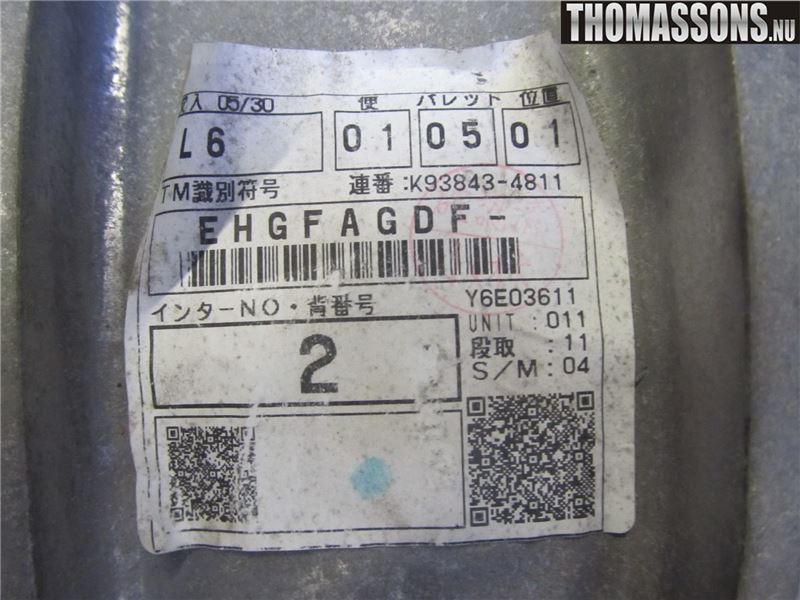 THOMASSONS.NU
入 05/30 便 パレット 位置
L6 01 05 01
TM識別符号 連番:K93843-4811
EHGFAGDF-
インターNO・背番号 Y6E03611
2
UNIT : 011
段取 : 11
S/M : 04